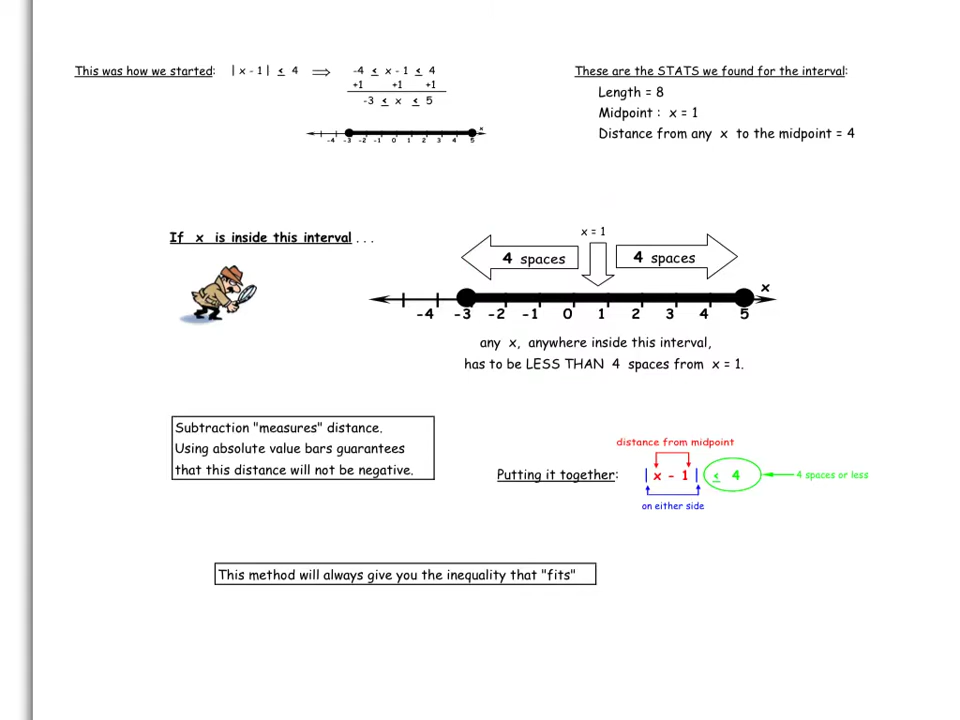 This was how we started: | x - 1 | ≤ 4 ⟹ -4 ≤ x - 1 ≤ 4
+1 +1 +1
-3 ≤ x ≤ 5
x
-4 -3 -2 -1 0 1 2 3 4 5
These are the STATS we found for the interval:
Length = 8
Midpoint : x = 1
Distance from any x to the midpoint = 4
If x is inside this interval . . .
x = 1
4 spaces 4 spaces
x
-4 -3 -2 -1 0 1 2 3 4 5
any x, anywhere inside this interval,
has to be LESS THAN 4 spaces from x = 1.
Subtraction "measures" distance.
Using absolute value bars guarantees
that this distance will not be negative.
distance from midpoint
Putting it together: | x - 1 | ≤ 4 4 spaces or less
on either side
This method will always give you the inequality that "fits"